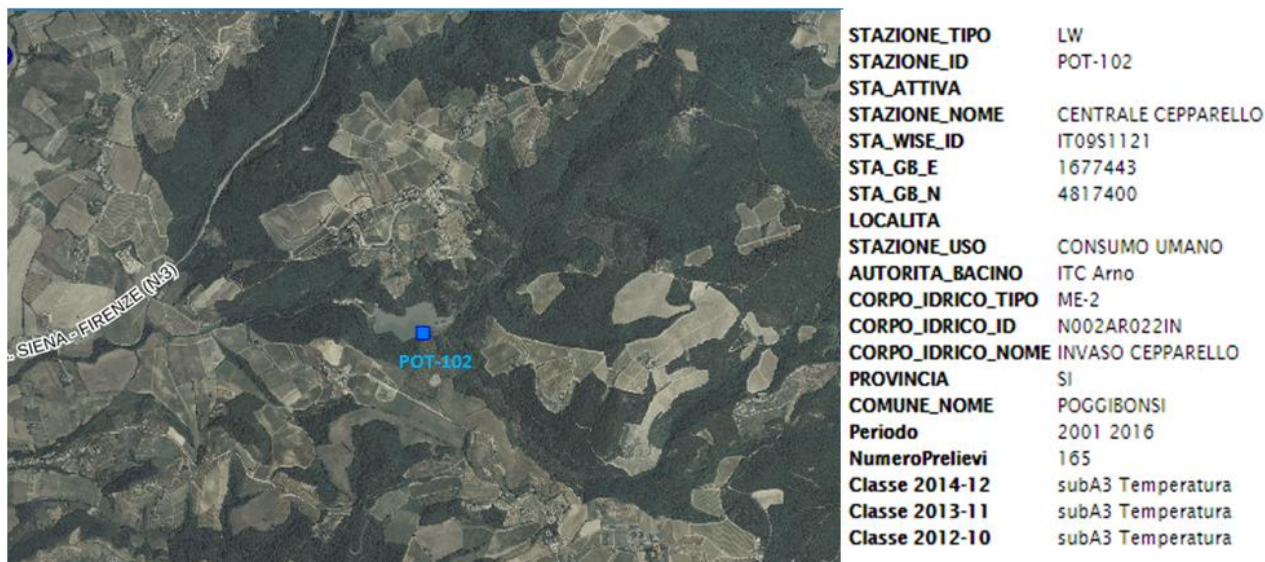 . SIENA - FIRENZE (N.3)
POT-102
STAZIONE_TIPO LW
STAZIONE_ID POT-102
STA_ATTIVA
STAZIONE_NOME CENTRALE CEPPARELLO
STA_WISE_ID IT09S1121
STA_GB_E 1677443
STA_GB_N 4817400
LOCALITA
STAZIONE_USO CONSUMO UMANO
AUTORITA_BACINO ITC Arno
CORPO_IDRICO_TIPO ME-2
CORPO_IDRICO_ID N002AR022IN
CORPO_IDRICO_NOME INVASO CEPPARELLO
PROVINCIA SI
COMUNE_NOME POGGIBONSI
Periodo 2001 2016
NumeroPrelievi 165
Classe 2014-12 subA3 Temperatura
Classe 2013-11 subA3 Temperatura
Classe 2012-10 subA3 Temperatura